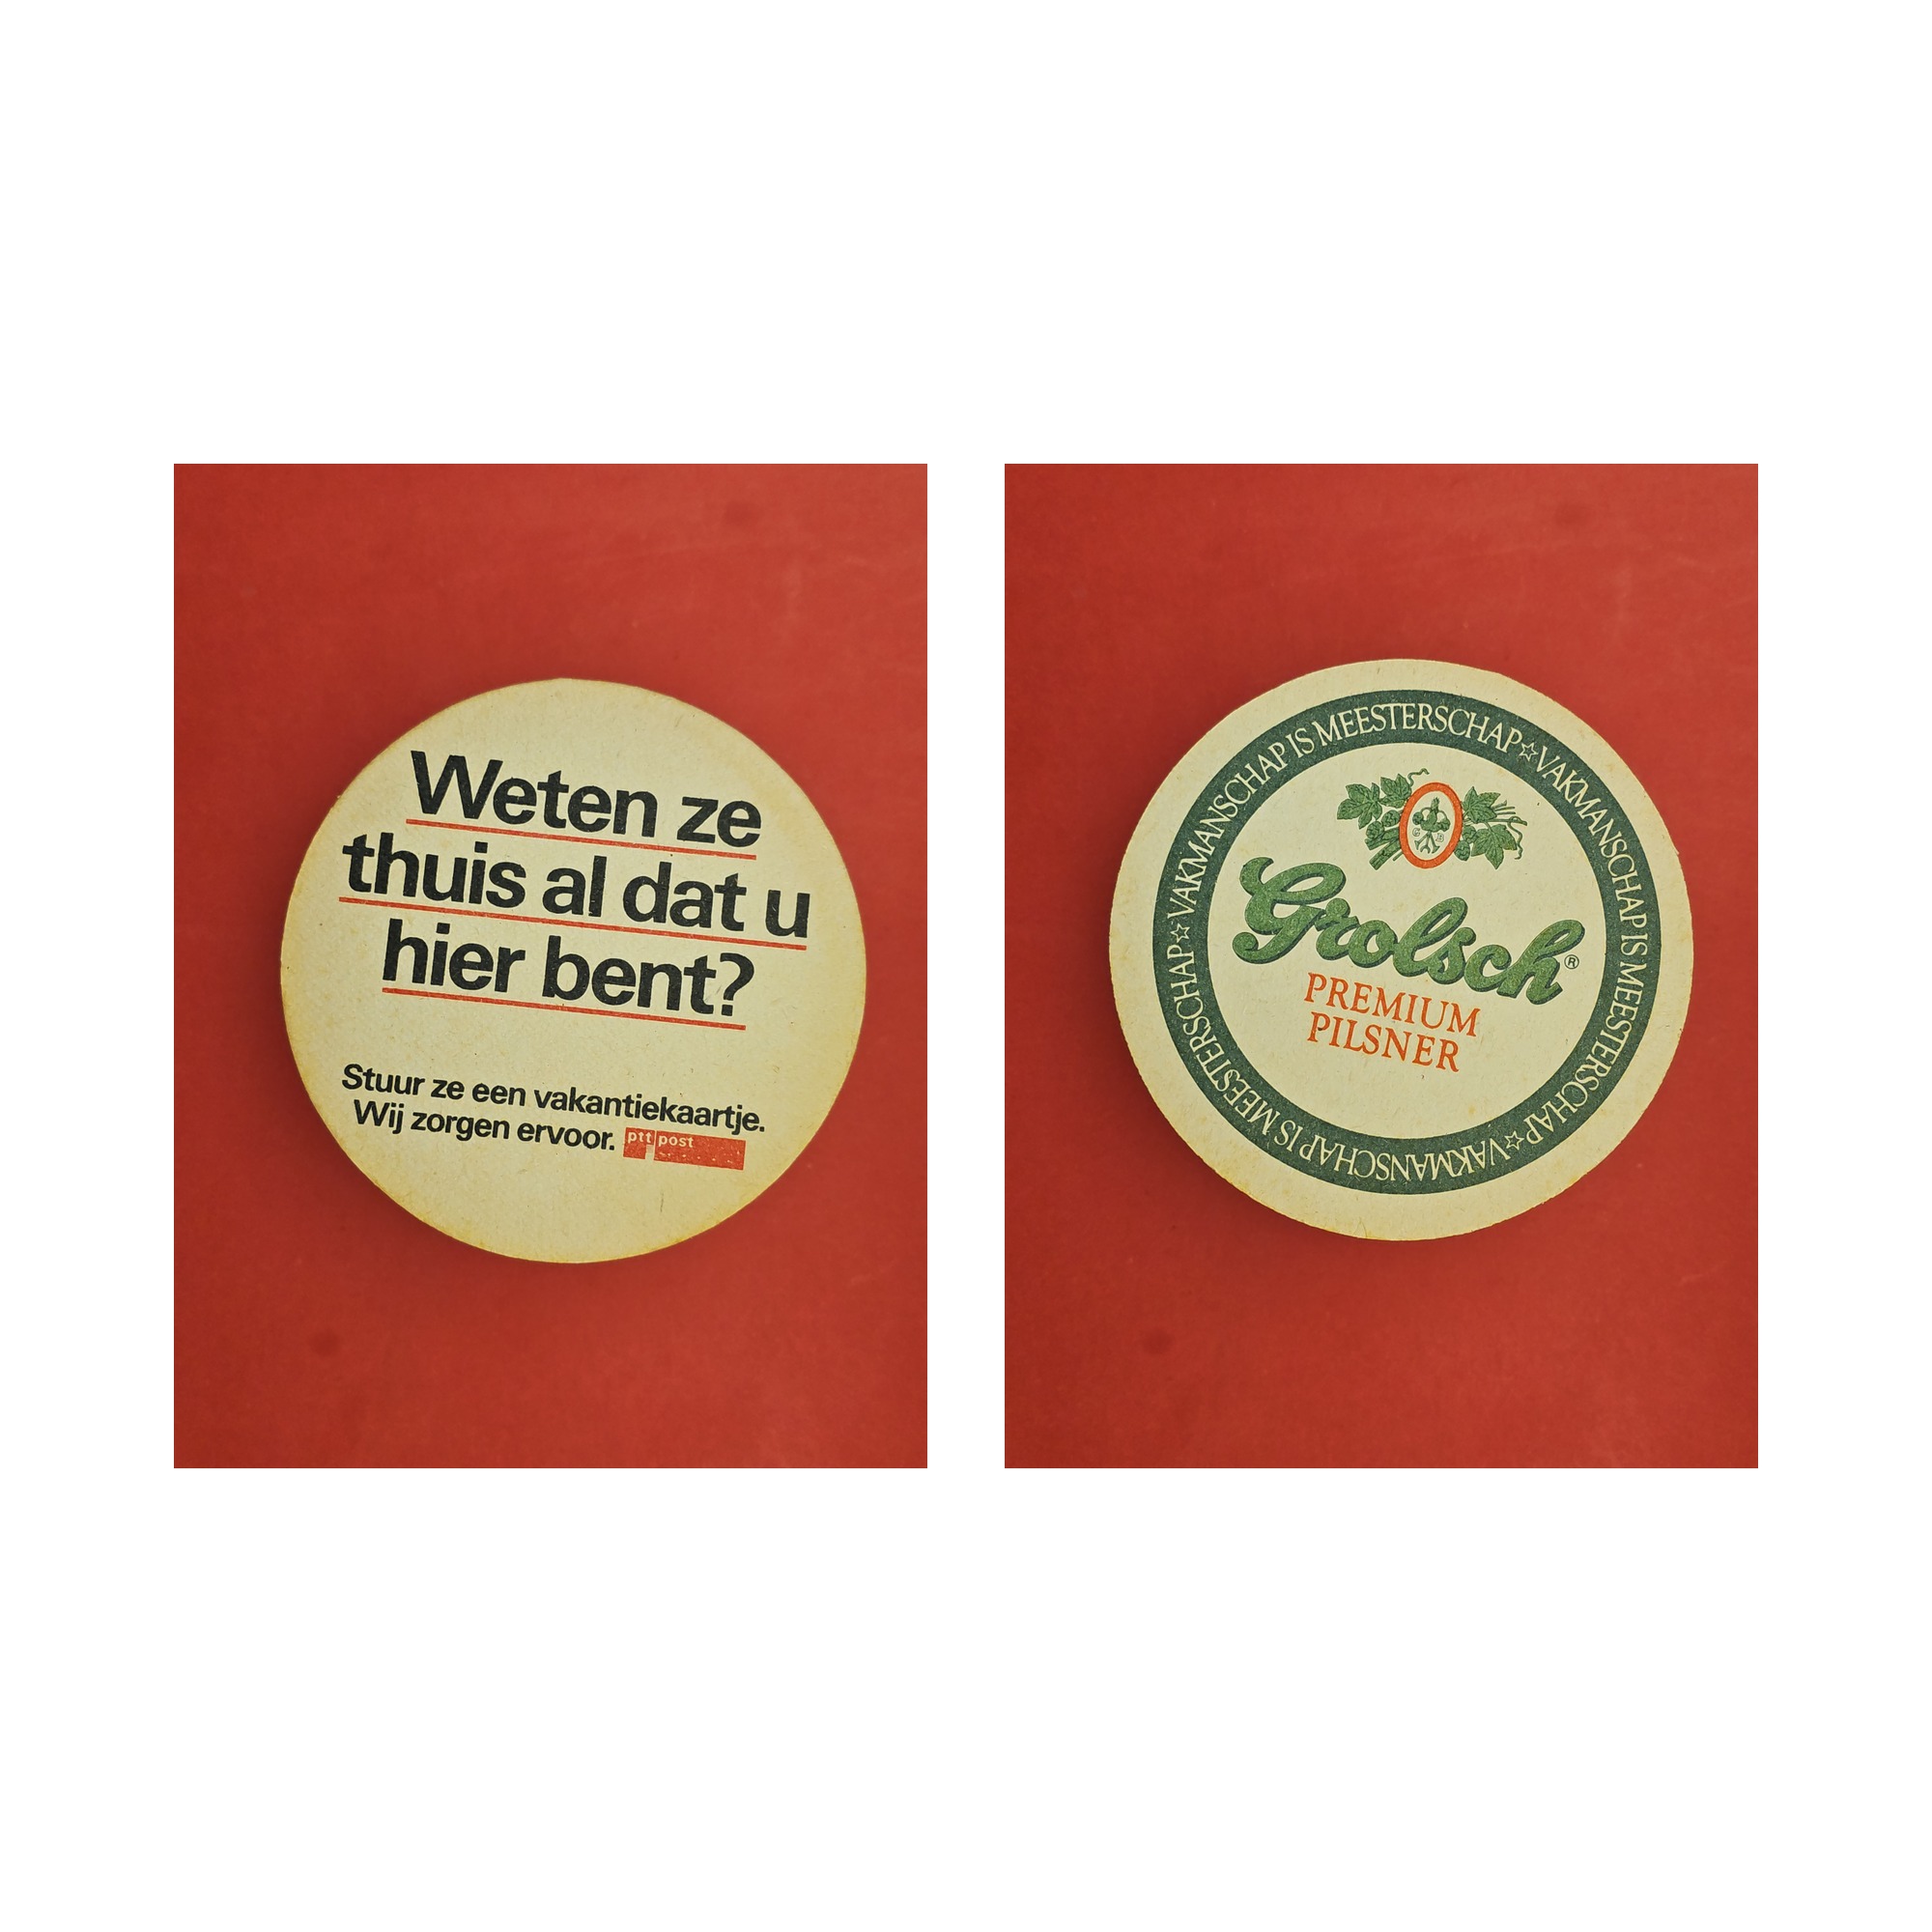 Weten ze
thuis al dat u
hier bent?
Stuur ze een vakantiekaartje.
Wij zorgen ervoor. ptt post
VAKMANSCHAP IS MEESTERSCHAP ☆ VAKMANSCHAP IS MEESTERSCHAP ☆ VAKMANSCHAP IS MEESTERSCHAP ☆
Grolsch®
PREMIUM
PILSNER